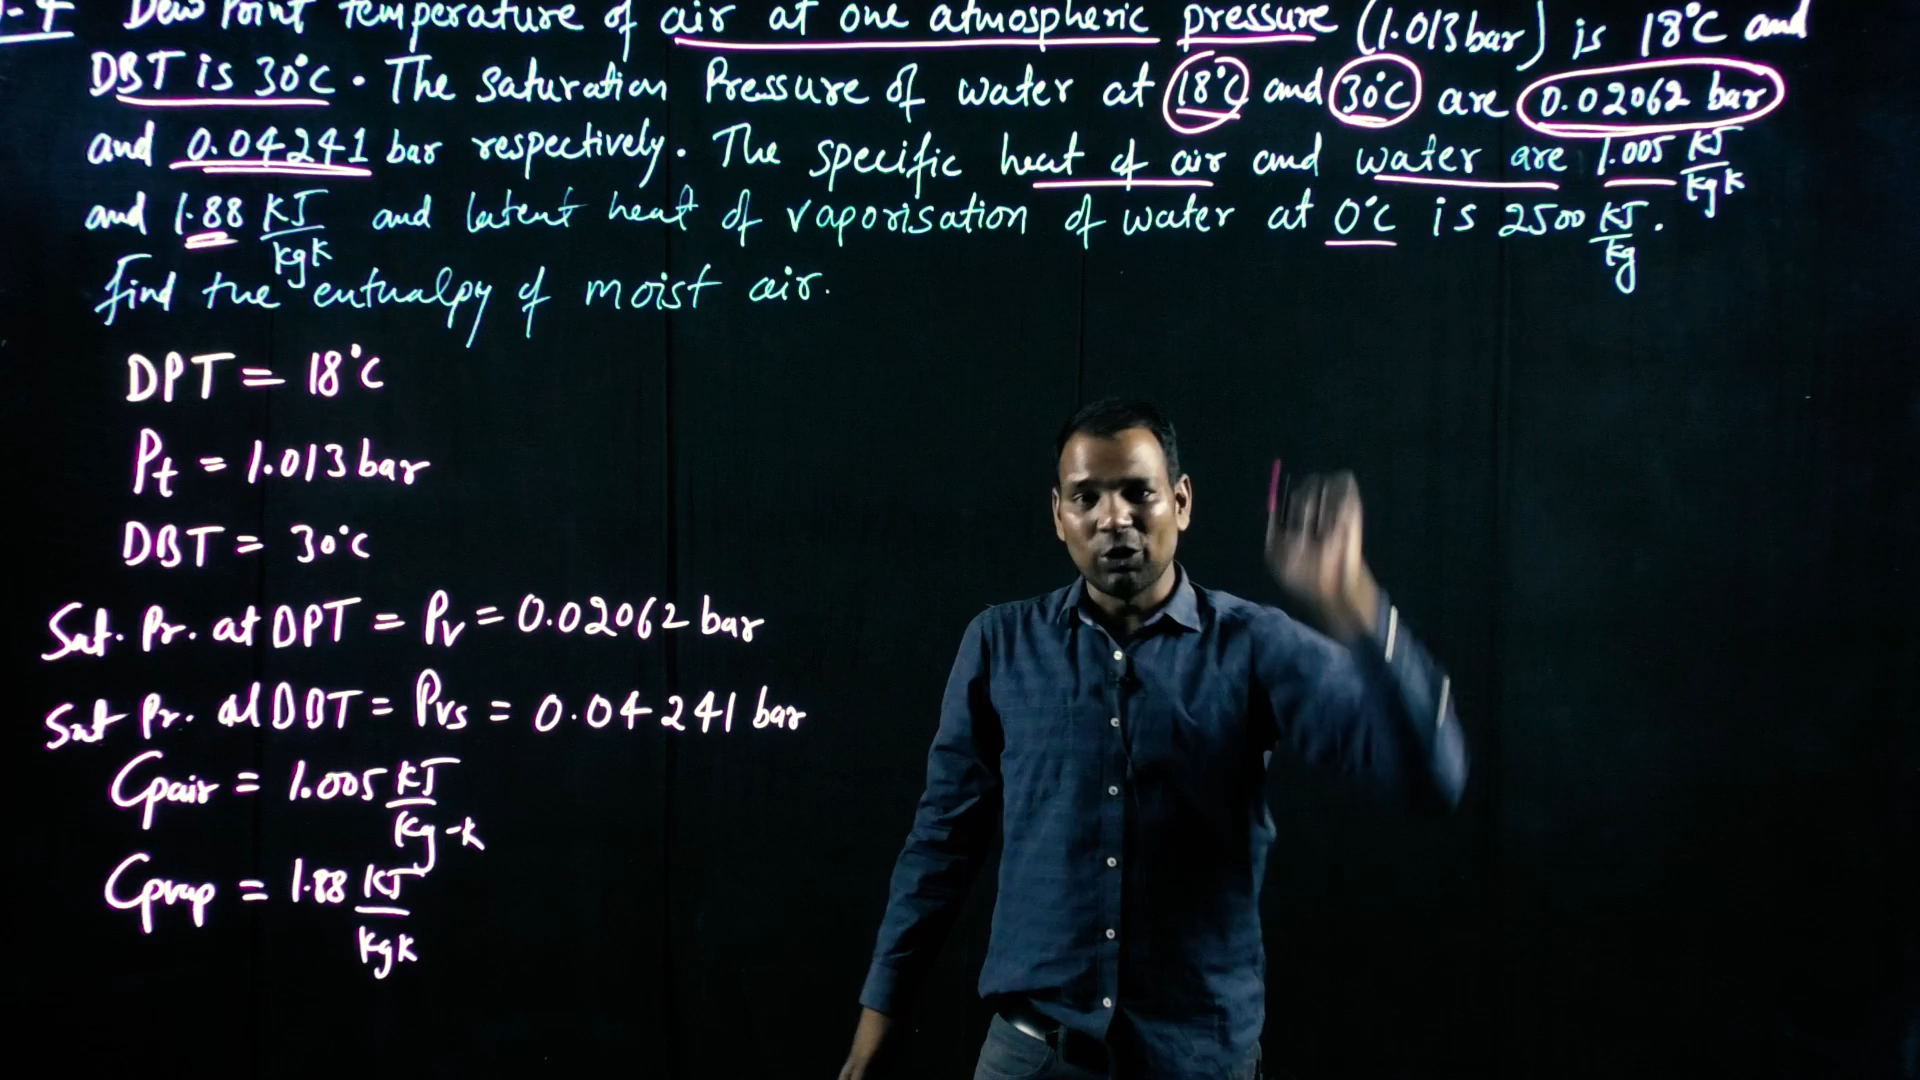 Dew Point temperature of air at one atmospheric pressure (1.013 bar) is 18°C and
DBT is 30°C. The saturation Pressure of water at 18°C and 30°C are 0.02062 bar
and 0.04241 bar respectively. The specific heat of air and water are 1.005 KJ/KgK
and 1.88 KJ/KgK and latent heat of vaporisation of water at 0°C is 2500 KJ/Kg.
find the enthalpy of moist air.
DPT = 18°C
Pt = 1.013 bar
DBT = 30°C
Sat. Pr. at DPT = Pv = 0.02062 bar
Sat Pr. at DBT = Pvs = 0.04241 bar
Cpair = 1.005 KJ/Kg-K
Cpvap = 1.88 KJ/KgK